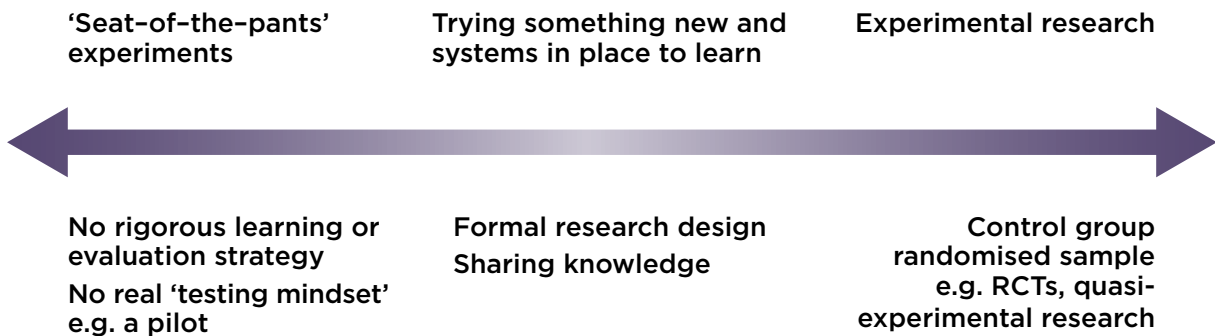 ‘Seat–of–the–pants’
experiments
Trying something new and
systems in place to learn
Experimental research
No rigorous learning or
evaluation strategy
No real ‘testing mindset’
e.g. a pilot
Formal research design
Sharing knowledge
Control group
randomised sample
e.g. RCTs, quasi-
experimental research